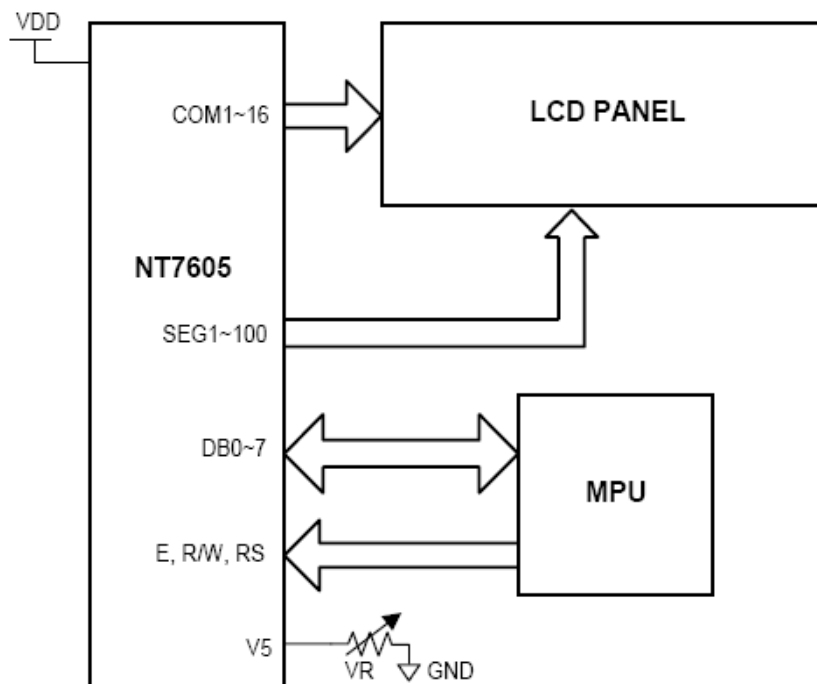 VDD
COM1~16
LCD PANEL
NT7605
SEG1~100
DB0~7
MPU
E, R/W, RS
V5
VR
GND